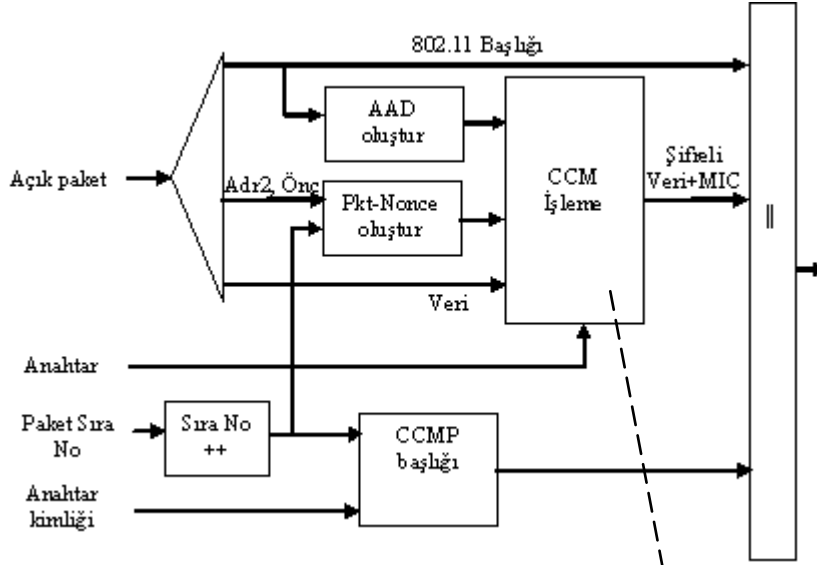 802.11 Başlığı
AAD
oluştur
Açık paket
Adr2, Önc
Pkt-Nonce
oluştur
CCM
İşleme
Şifreli
Veri+MIC
||
Veri
Anahtar
Paket Sıra
No
Sıra No
++
CCMP
başlığı
Anahtar
kimliği